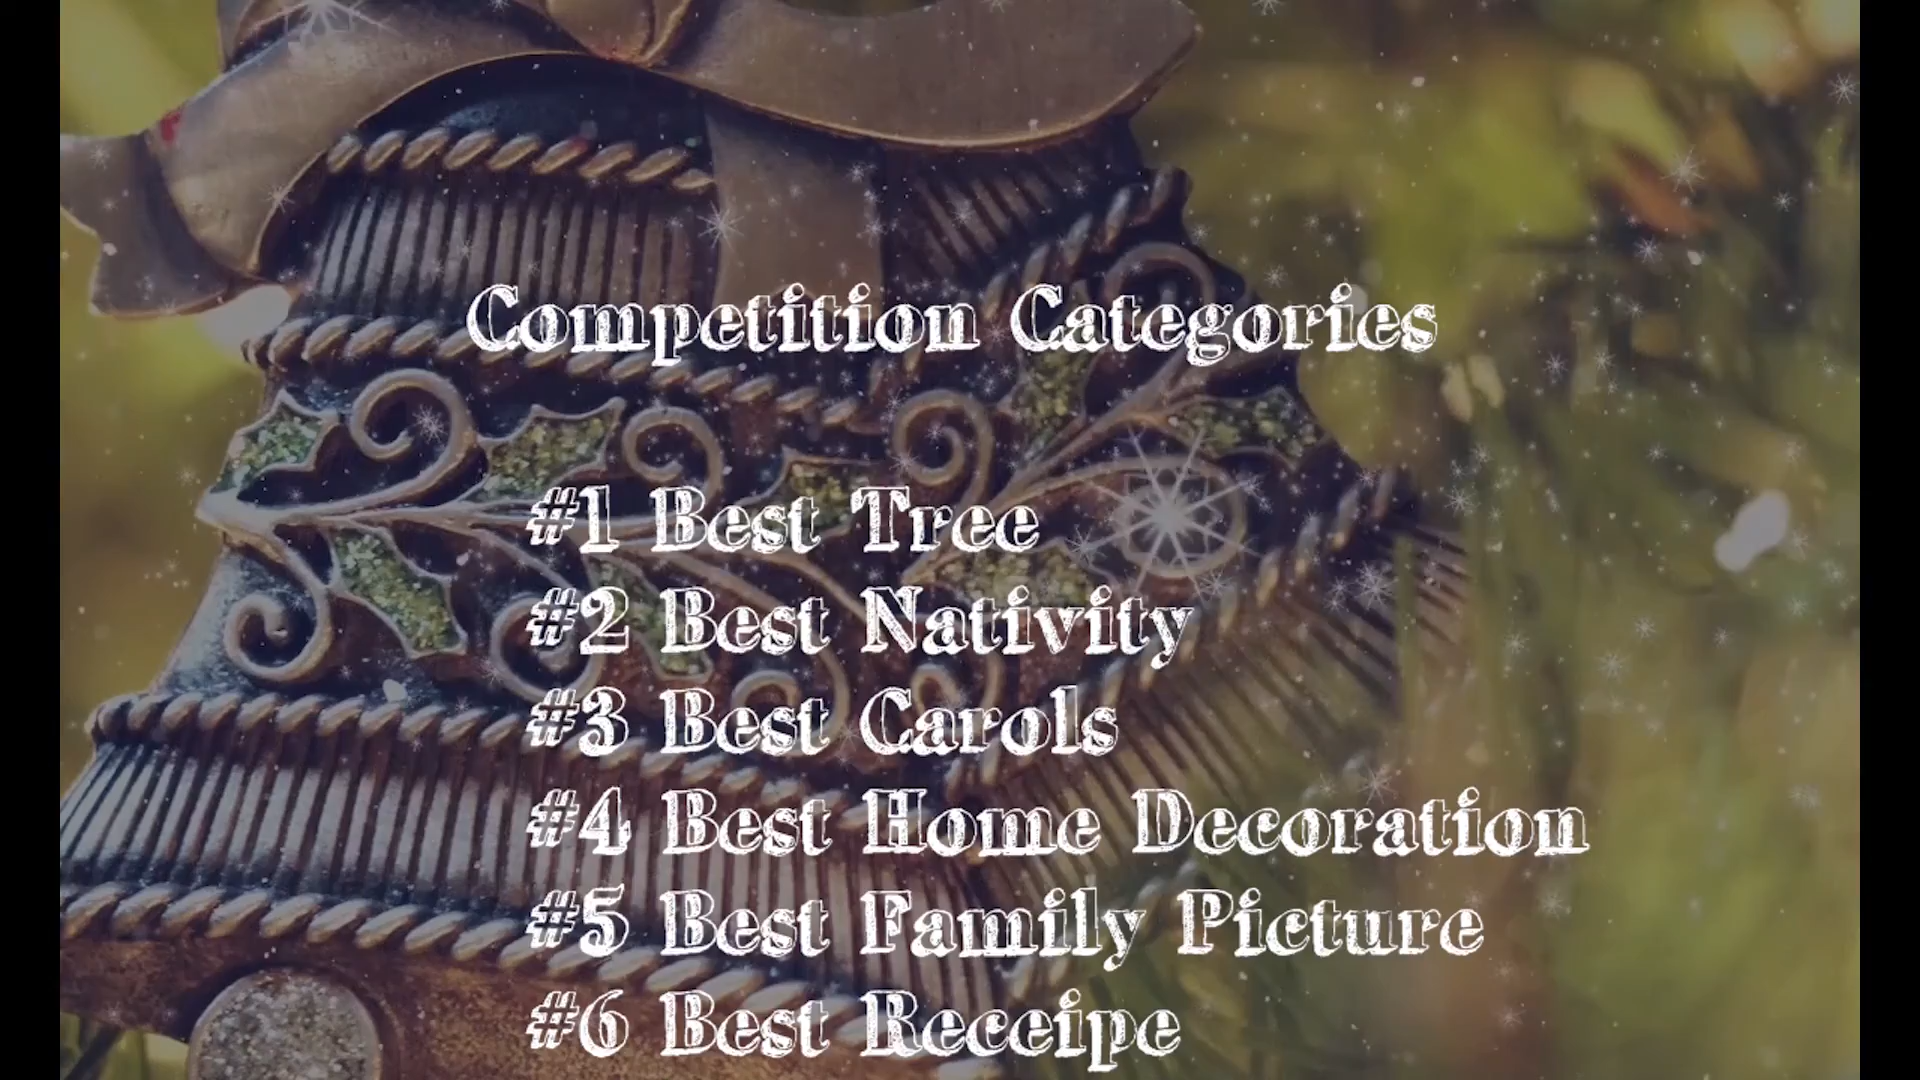 Competition Categories
#1 Best Tree
#2 Best Nativity
#3 Best Carols
#4 Best Home Decoration
#5 Best Family Picture
#6 Best Receipe